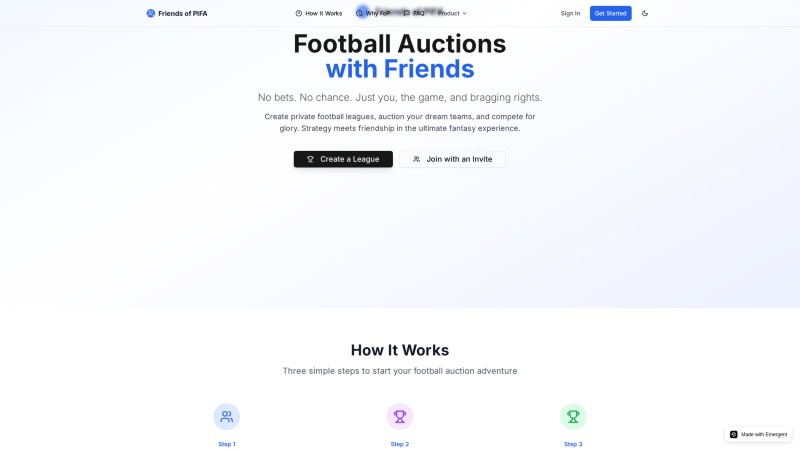 Friends of PIFA
How It Works
Why FoP
FAQ
Product
Sign In
Get Started
Football Auctions
with Friends
No bets. No chance. Just you, the game, and bragging rights.
Create private football leagues, auction your dream teams, and compete for
glory. Strategy meets friendship in the ultimate fantasy experience.
Create a League
Join with an Invite
How It Works
Three simple steps to start your football auction adventure
Step 1
Step 2
Step 3
Made with Emergent